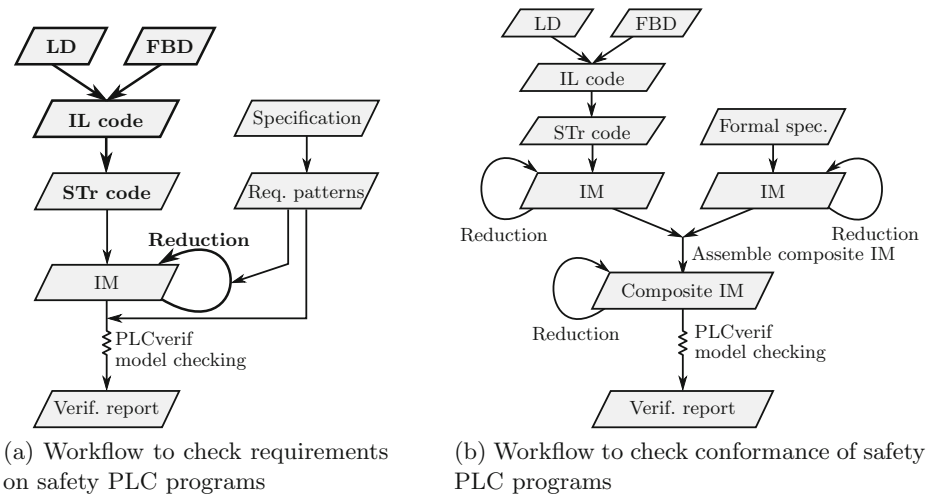 LD
FBD
IL code
STr code
Specification
Req. patterns
Reduction
IM
PLCverif
model checking
Verif. report
(a) Workflow to check requirements
on safety PLC programs
LD
FBD
IL code
STr code
Formal spec.
IM
IM
Reduction
Reduction
Assemble composite IM
Composite IM
Reduction
PLCverif
model checking
Verif. report
(b) Workflow to check conformance of safety
PLC programs